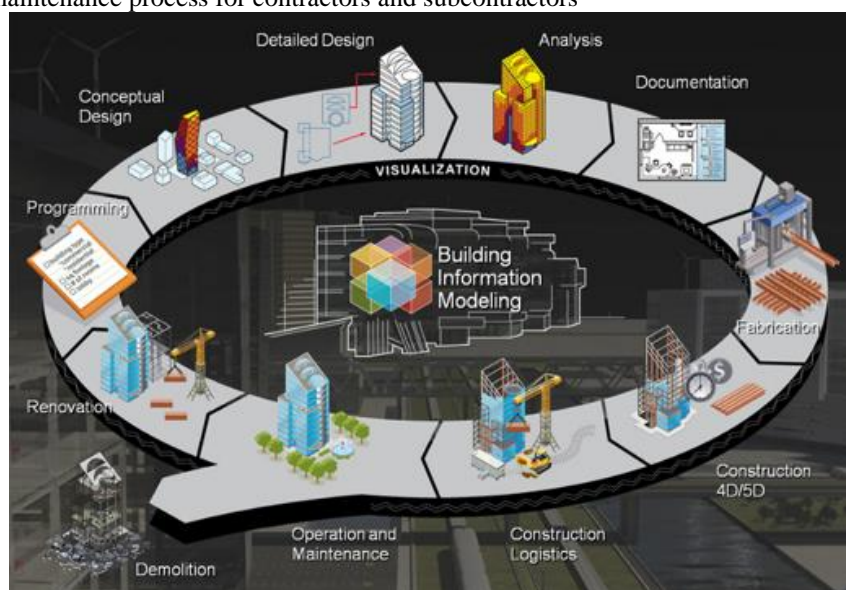 maintenance process for contractors and subcontractors
Detailed Design
Analysis
Conceptual
Design
Documentation
VISUALIZATION
Programming
Building
Information
Modeling
Fabrication
Renovation
Construction
4D/5D
Operation and
Maintenance
Construction
Logistics
Demolition